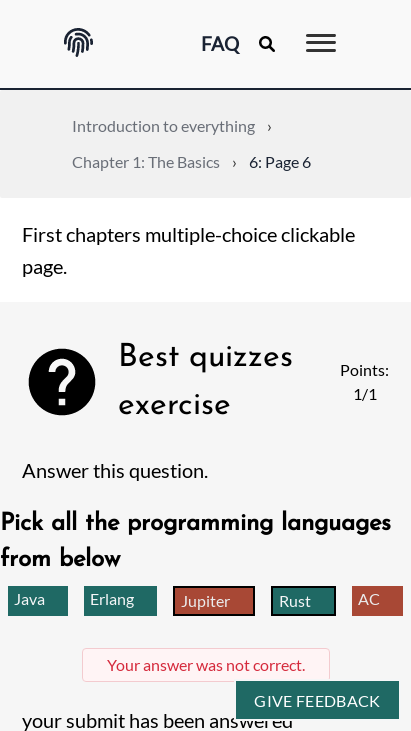 FAQ
Introduction to everything ›
Chapter 1: The Basics › 6: Page 6
First chapters multiple-choice clickable
page.
Best quizzes
exercise
Points:
1/1
Answer this question.
Pick all the programming languages
from below
Java Erlang Jupiter Rust AC
Your answer was not correct.
GIVE FEEDBACK
your submit has been answered